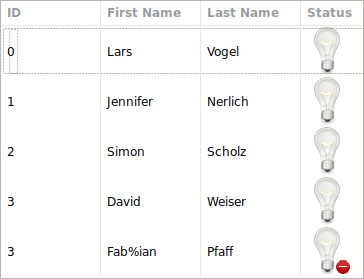 ID First Name Last Name Status
0 Lars Vogel
1 Jennifer Nerlich
2 Simon Scholz
3 David Weiser
3 Fab%ian Pfaff